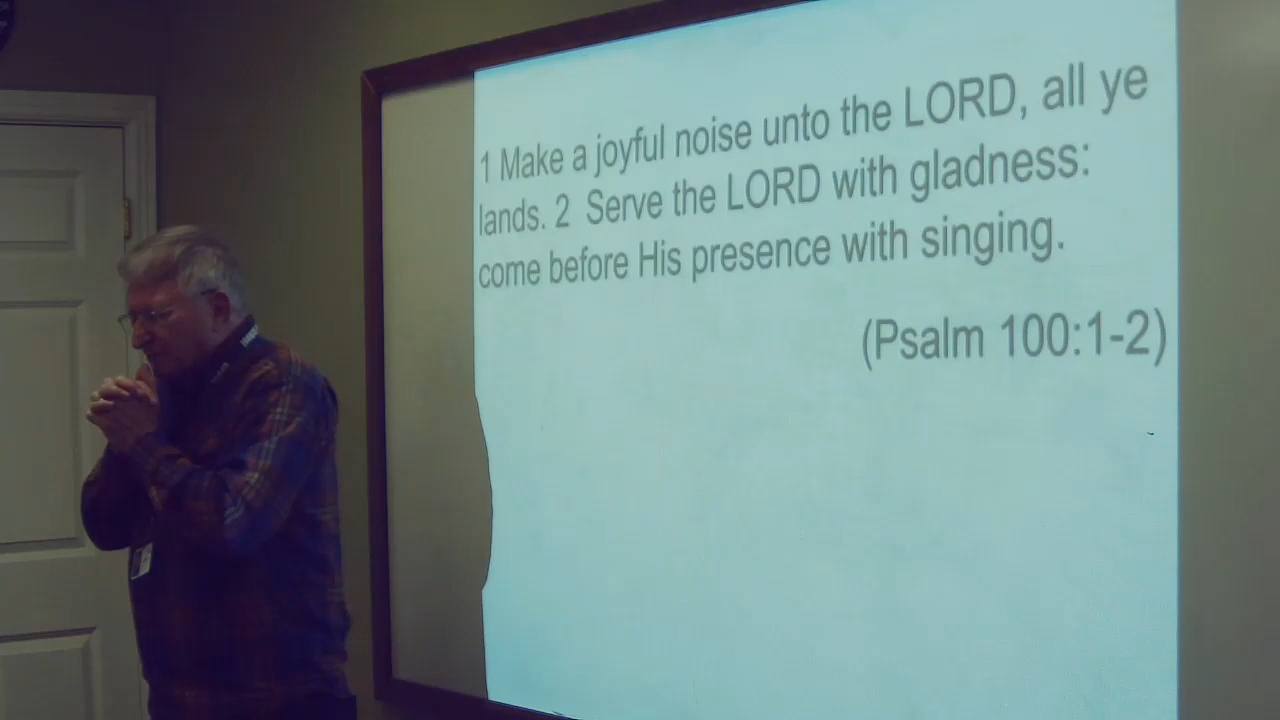 1 Make a joyful noise unto the LORD, all ye
lands. 2 Serve the LORD with gladness:
come before His presence with singing.
(Psalm 100:1-2)